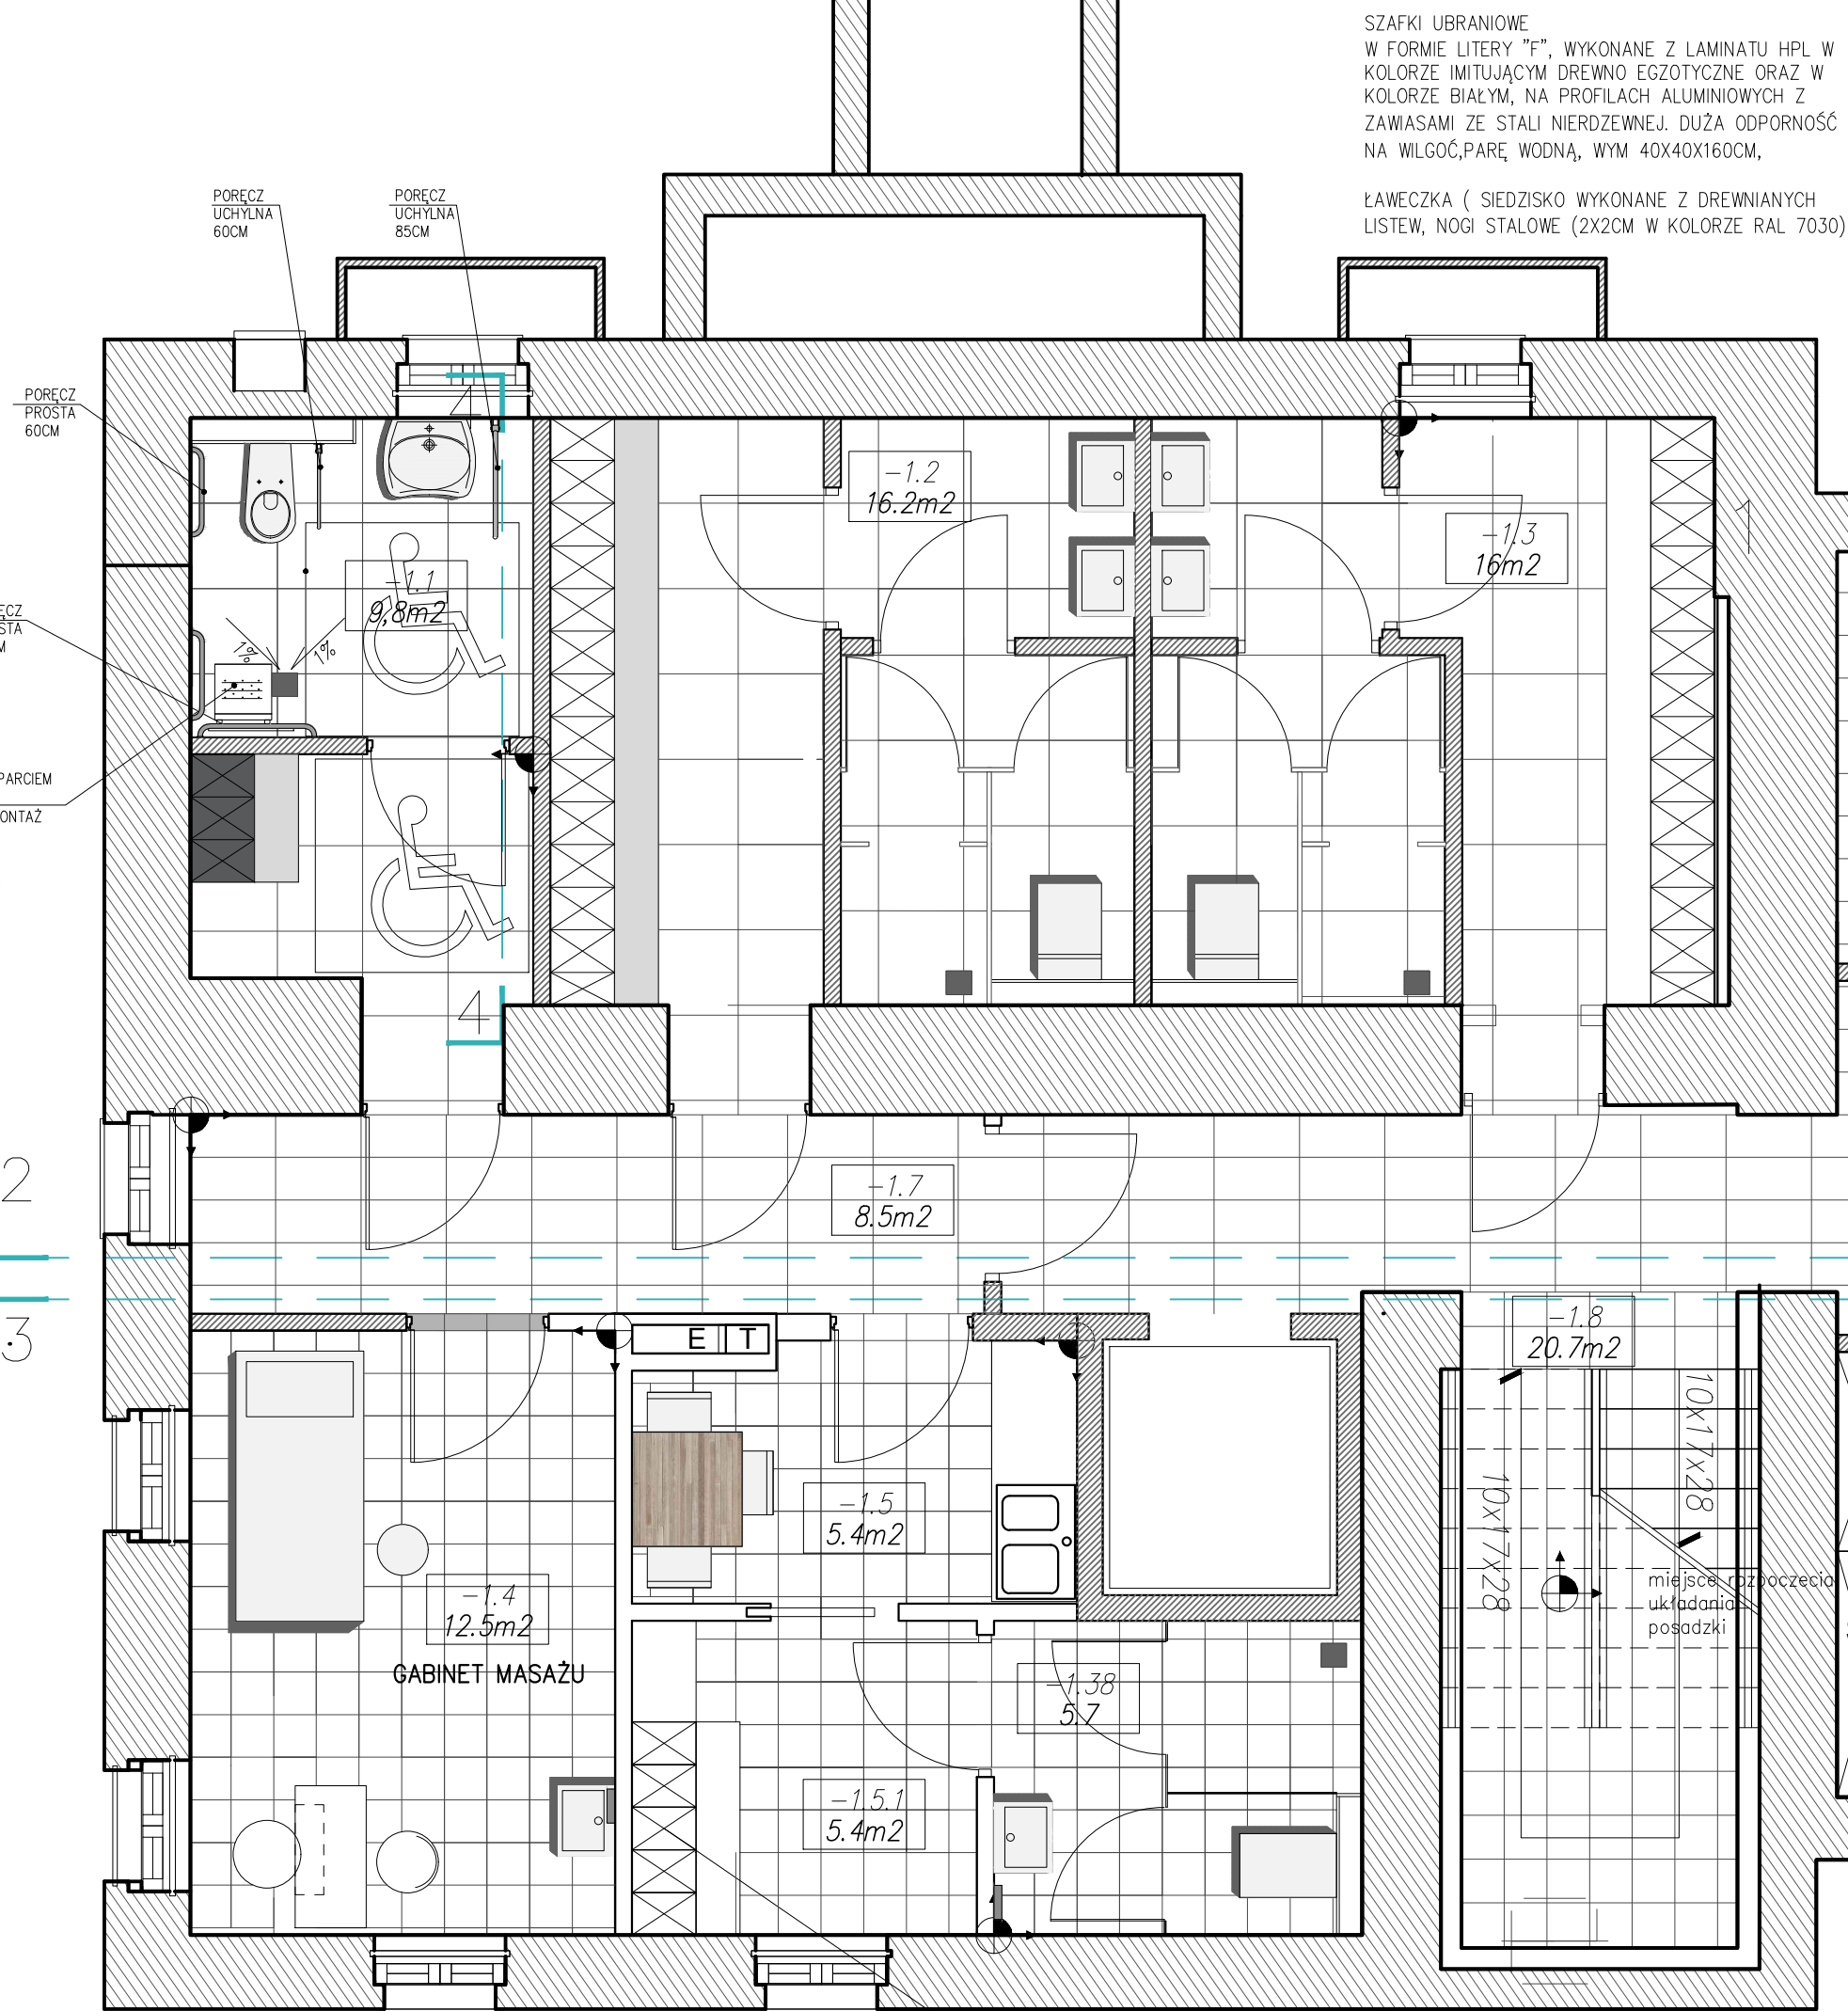 SZAFKI UBRANIOWE
W FORMIE LITERY "F", WYKONANE Z LAMINATU HPL W
KOLORZE IMITUJĄCYM DREWNO EGZOTYCZNE ORAZ W
KOLORZE BIAŁYM, NA PROFILACH ALUMINIOWYCH Z
ZAWIASAMI ZE STALI NIERDZEWNEJ. DUŻA ODPORNOŚĆ
NA WILGOĆ,PARĘ WODNĄ, WYM 40X40X160CM,
ŁAWECZKA ( SIEDZISKO WYKONANE Z DREWNIANYCH
LISTEW, NOGI STALOWE (2X2CM W KOLORZE RAL 7030)
PORĘCZ
UCHYLNA
60CM
PORĘCZ
UCHYLNA
85CM
PORĘCZ
PROSTA
60CM
4
-1.2
16.2m2
-1.3
16m2
1
-1.1
9,8m2
ĘCZ
STA
M
1%
1%
PARCIEM
ONTAŻ
4
2
-1.7
8.5m2
3
E T
-1.8
20.7m2
10x17x28
10x17x28
-1.5
5.4m2
miejsce rozpoczecia
układania
posadzki
-1.4
12.5m2
GABINET MASAŻU
-1.38
5.7
-1.5.1
5.4m2